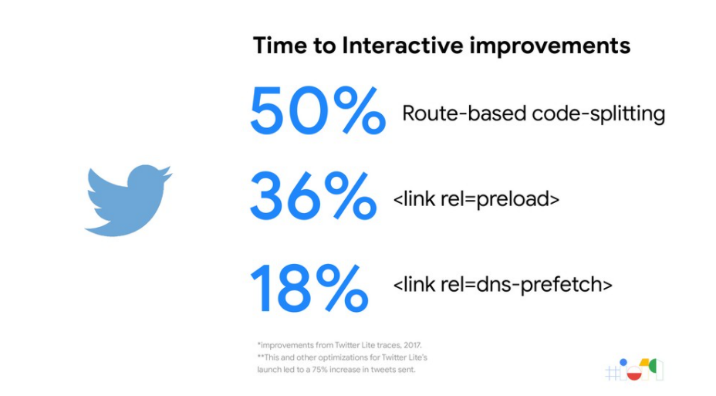 Time to Interactive improvements
50% Route-based code-splitting
36% <link rel=preload>
18% <link rel=dns-prefetch>
*Improvements from Twitter Lite traces, 2017.
**This and other optimizations for Twitter Lite's
launch led to a 75% increase in tweets sent.
#io19